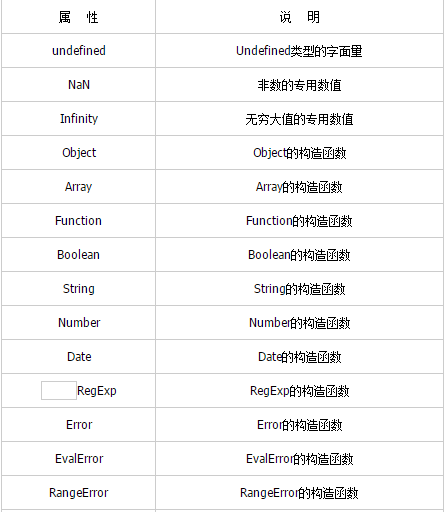 属 性 说 明
undefined Undefined类型的字面量
NaN 非数的专用数值
Infinity 无穷大值的专用数值
Object Object的构造函数
Array Array的构造函数
Function Function的构造函数
Boolean Boolean的构造函数
String String的构造函数
Number Number的构造函数
Date Date的构造函数
RegExp RegExp的构造函数
Error Error的构造函数
EvalError EvalError的构造函数
RangeError RangeError的构造函数